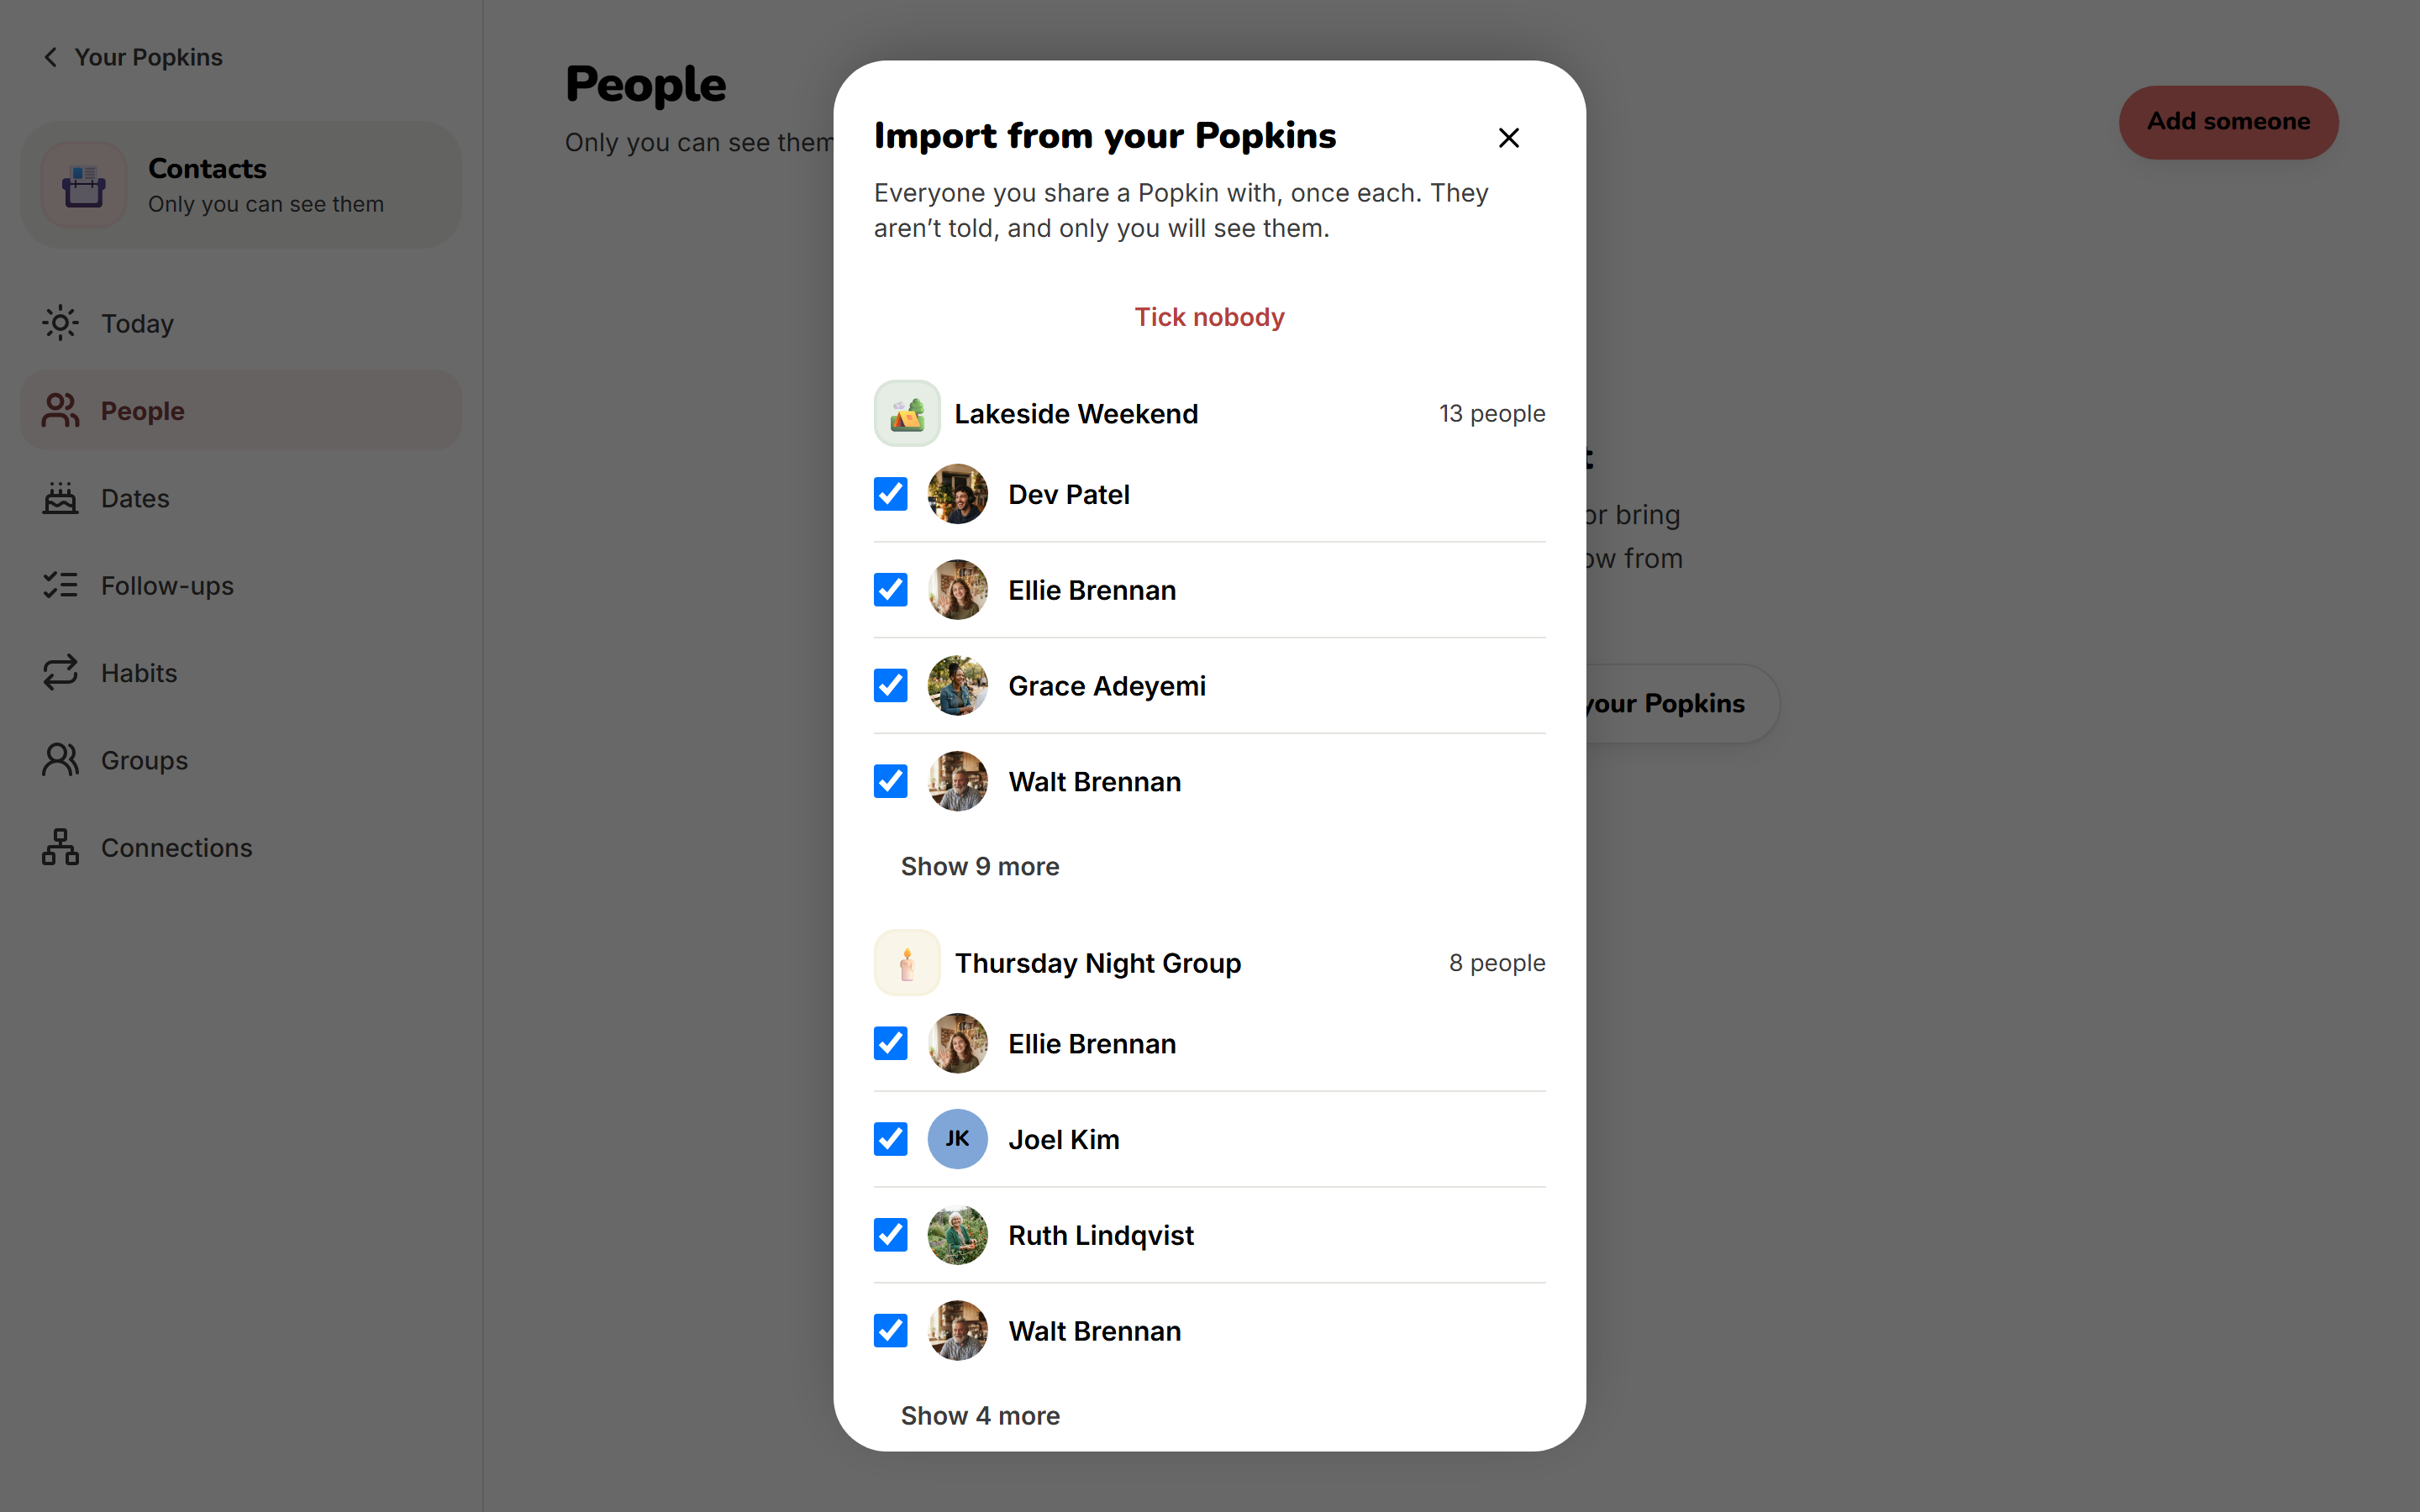 Your Popkins
Contacts
Only you can see them
Today
People
Dates
Follow-ups
Habits
Groups
Connections
People
Only you can see them
Add someone
or bring
from
your Popkins
Import from your Popkins
Everyone you share a Popkin with, once each. They
aren’t told, and only you will see them.
Tick nobody
Lakeside Weekend
13 people
Dev Patel
Ellie Brennan
Grace Adeyemi
Walt Brennan
Show 9 more
Thursday Night Group
8 people
Ellie Brennan
JK
Joel Kim
Ruth Lindqvist
Walt Brennan
Show 4 more